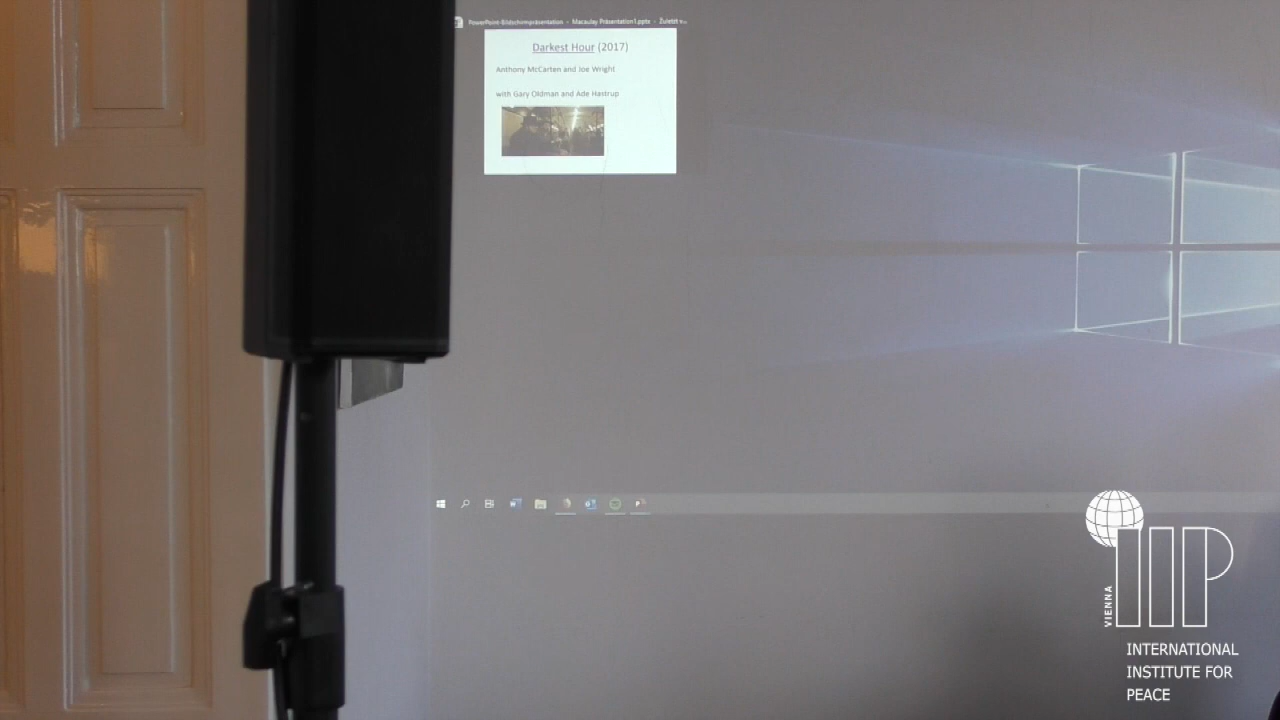 PowerPoint-Bildschirmpräsentation - Macaulay Präsentation1.pptx - Zuletzt
Darkest Hour (2017)
Anthony McCarten and Joe Wright
with Gary Oldman and Ade Hastrup
VIENNA
IIP
INTERNATIONAL
INSTITUTE FOR
PEACE